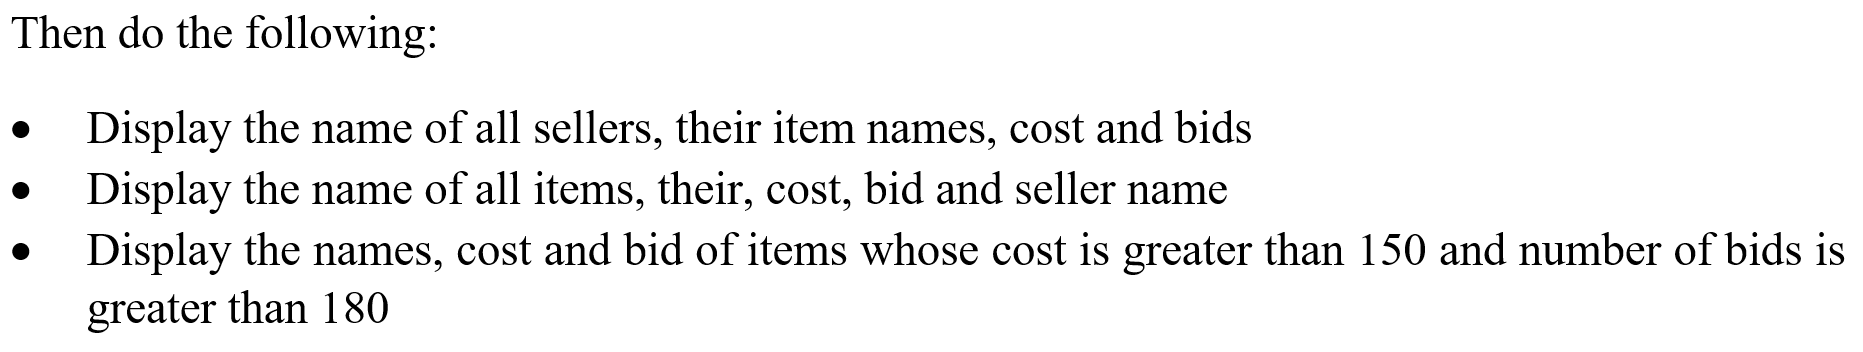 Then do the following:
• Display the name of all sellers, their item names, cost and bids
• Display the name of all items, their, cost, bid and seller name
• Display the names, cost and bid of items whose cost is greater than 150 and number of bids is
greater than 180